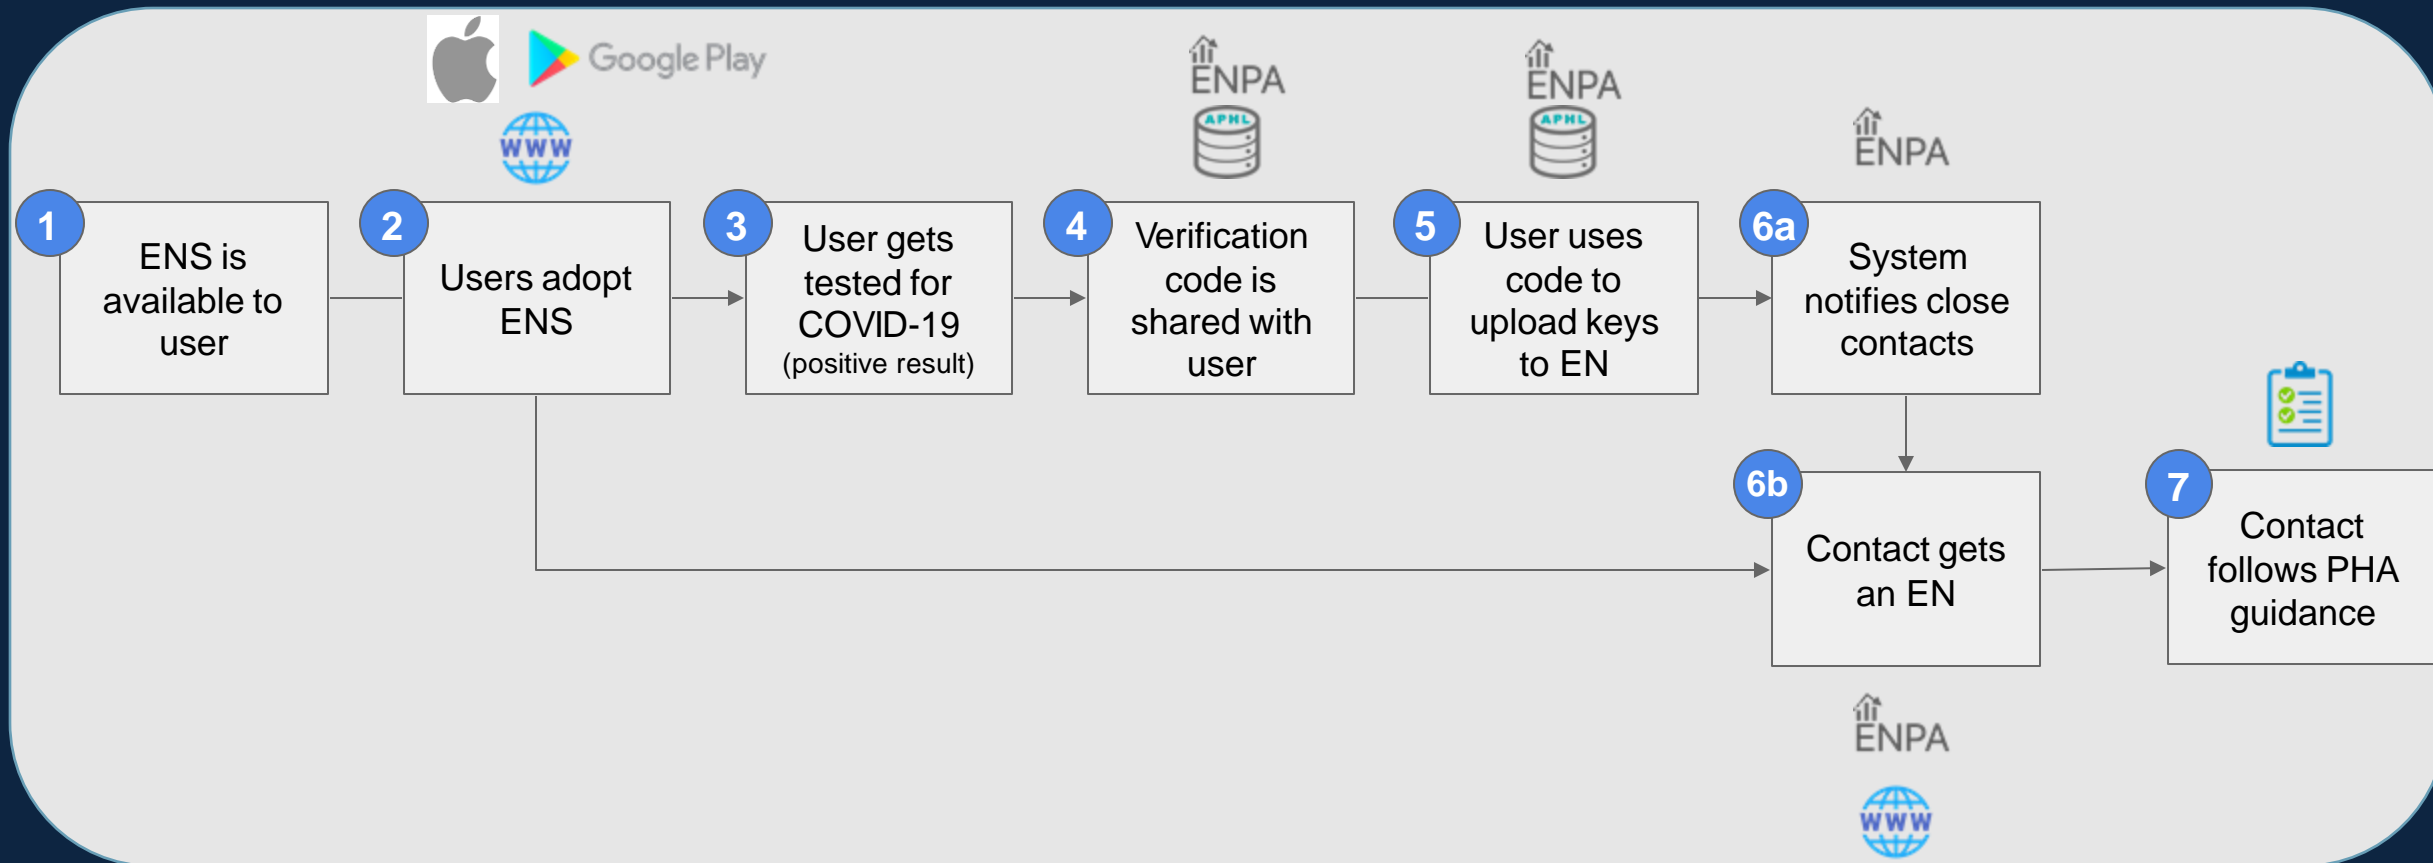 Google Play
WWW
ENPA
APHL
ENPA
APHL
ENPA
1
ENS is
available to
user
2
Users adopt
ENS
3
User gets
tested for
COVID-19
(positive result)
4
Verification
code is
shared with
user
5
User uses
code to
upload keys
to EN
6a
System
notifies close
contacts
6b
Contact gets
an EN
7
Contact
follows PHA
guidance
ENPA
WWW